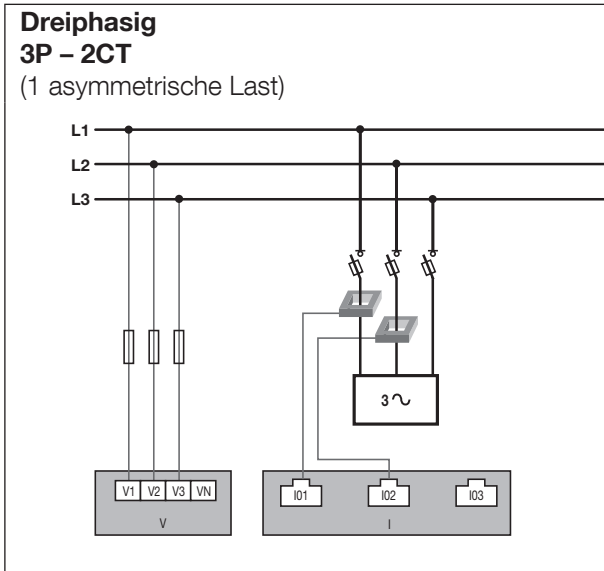 Dreiphasig
3P – 2CT
(1 asymmetrische Last)
L1
L2
L3
3
V1 V2 V3 VN
V
I01 I02 I03
I